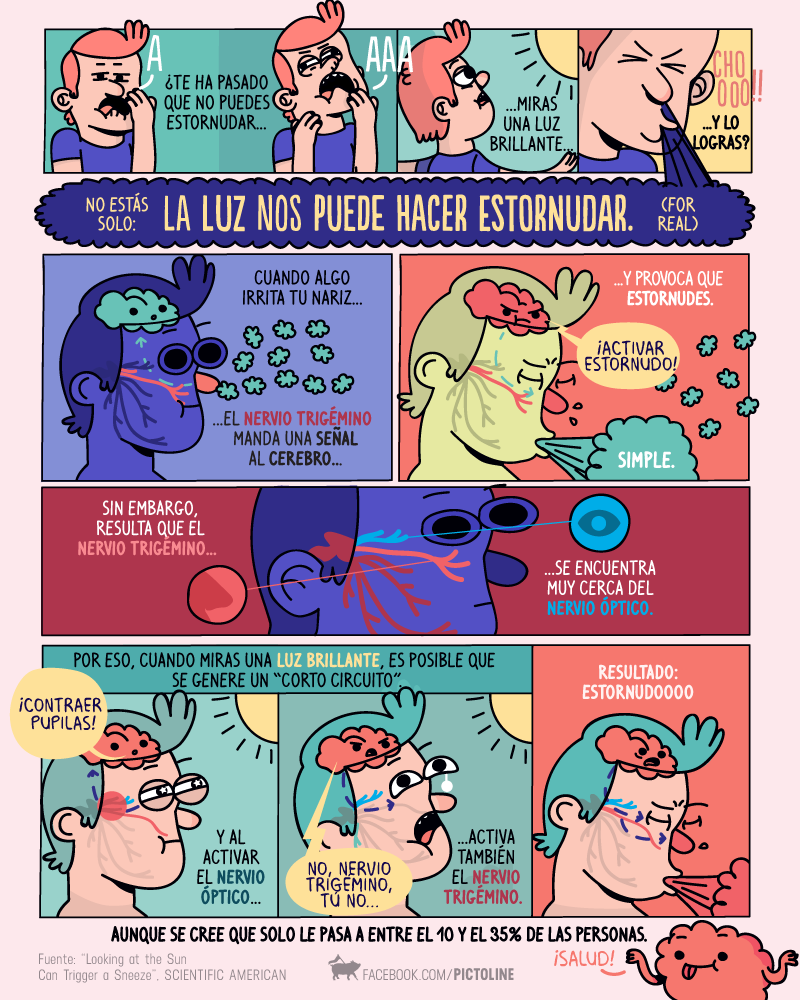 A
¿TE HA PASADO
QUE NO PUEDES
ESTORNUDAR...
AAA
...MIRAS
UNA LUZ
BRILLANTE...
CHO
OOO!!
...Y LO
LOGRAS?
NO ESTÁS
SOLO:
LA LUZ NOS PUEDE HACER ESTORNUDAR.
(FOR
REAL)
CUANDO ALGO
IRRITA TU NARIZ...
...EL NERVIO TRIGÉMINO
MANDA UNA SEÑAL
AL CEREBRO...
...Y PROVOCA QUE
ESTORNUDES.
¡ACTIVAR
ESTORNUDO!
SIMPLE.
SIN EMBARGO,
RESULTA QUE EL
NERVIO TRIGÉMINO...
...SE ENCUENTRA
MUY CERCA DEL
NERVIO ÓPTICO.
POR ESO, CUANDO MIRAS UNA LUZ BRILLANTE, ES POSIBLE QUE
SE GENERE UN “CORTO CIRCUITO”
¡CONTRAER
PUPILAS!
Y AL
ACTIVAR
EL NERVIO
ÓPTICO...
NO, NERVIO
TRIGÉMINO,
TÚ NO...
...ACTIVA
TAMBIÉN
EL NERVIO
TRIGÉMINO.
RESULTADO:
ESTORNUDOOOO
AUNQUE SE CREE QUE SOLO LE PASA A ENTRE EL 10 Y EL 35% DE LAS PERSONAS.
¡SALUD!
Fuente: "Looking at the Sun
Can Trigger a Sneeze", SCIENTIFIC AMERICAN
FACEBOOK.COM/PICTOLINE